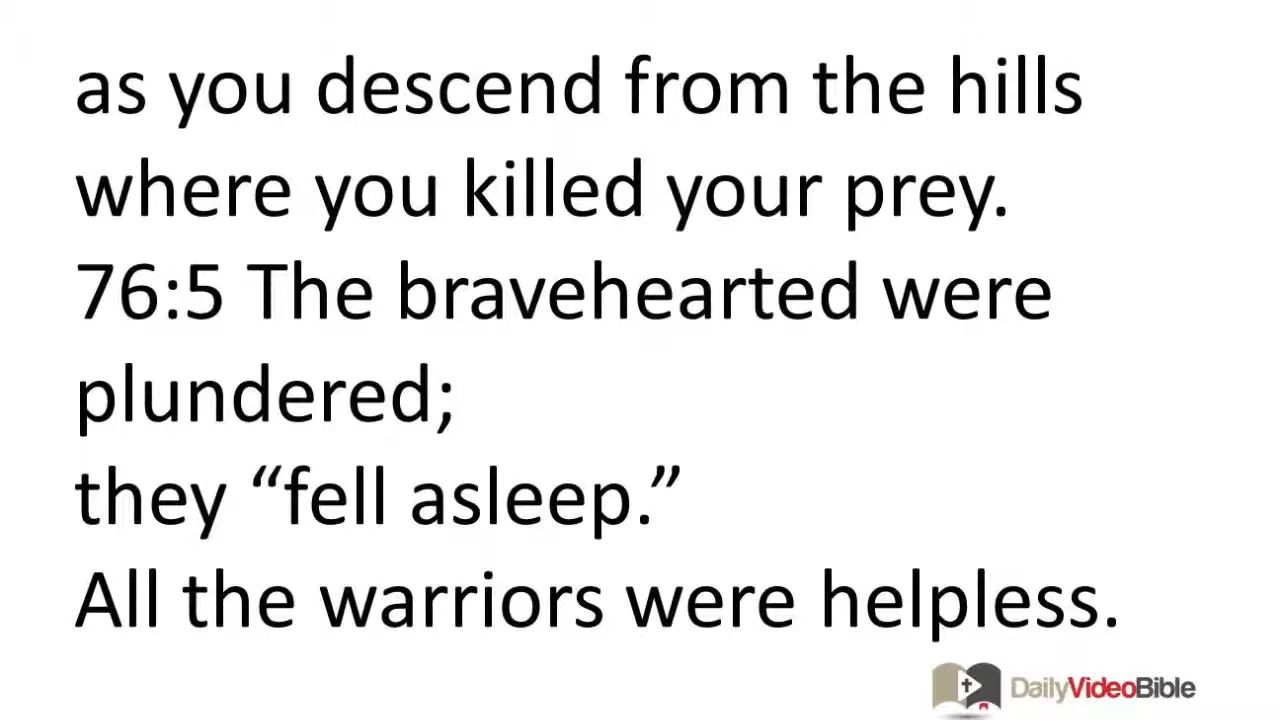 as you descend from the hills
where you killed your prey.
76:5 The bravehearted were
plundered;
they “fell asleep.”
All the warriors were helpless.
DailyVideoBible